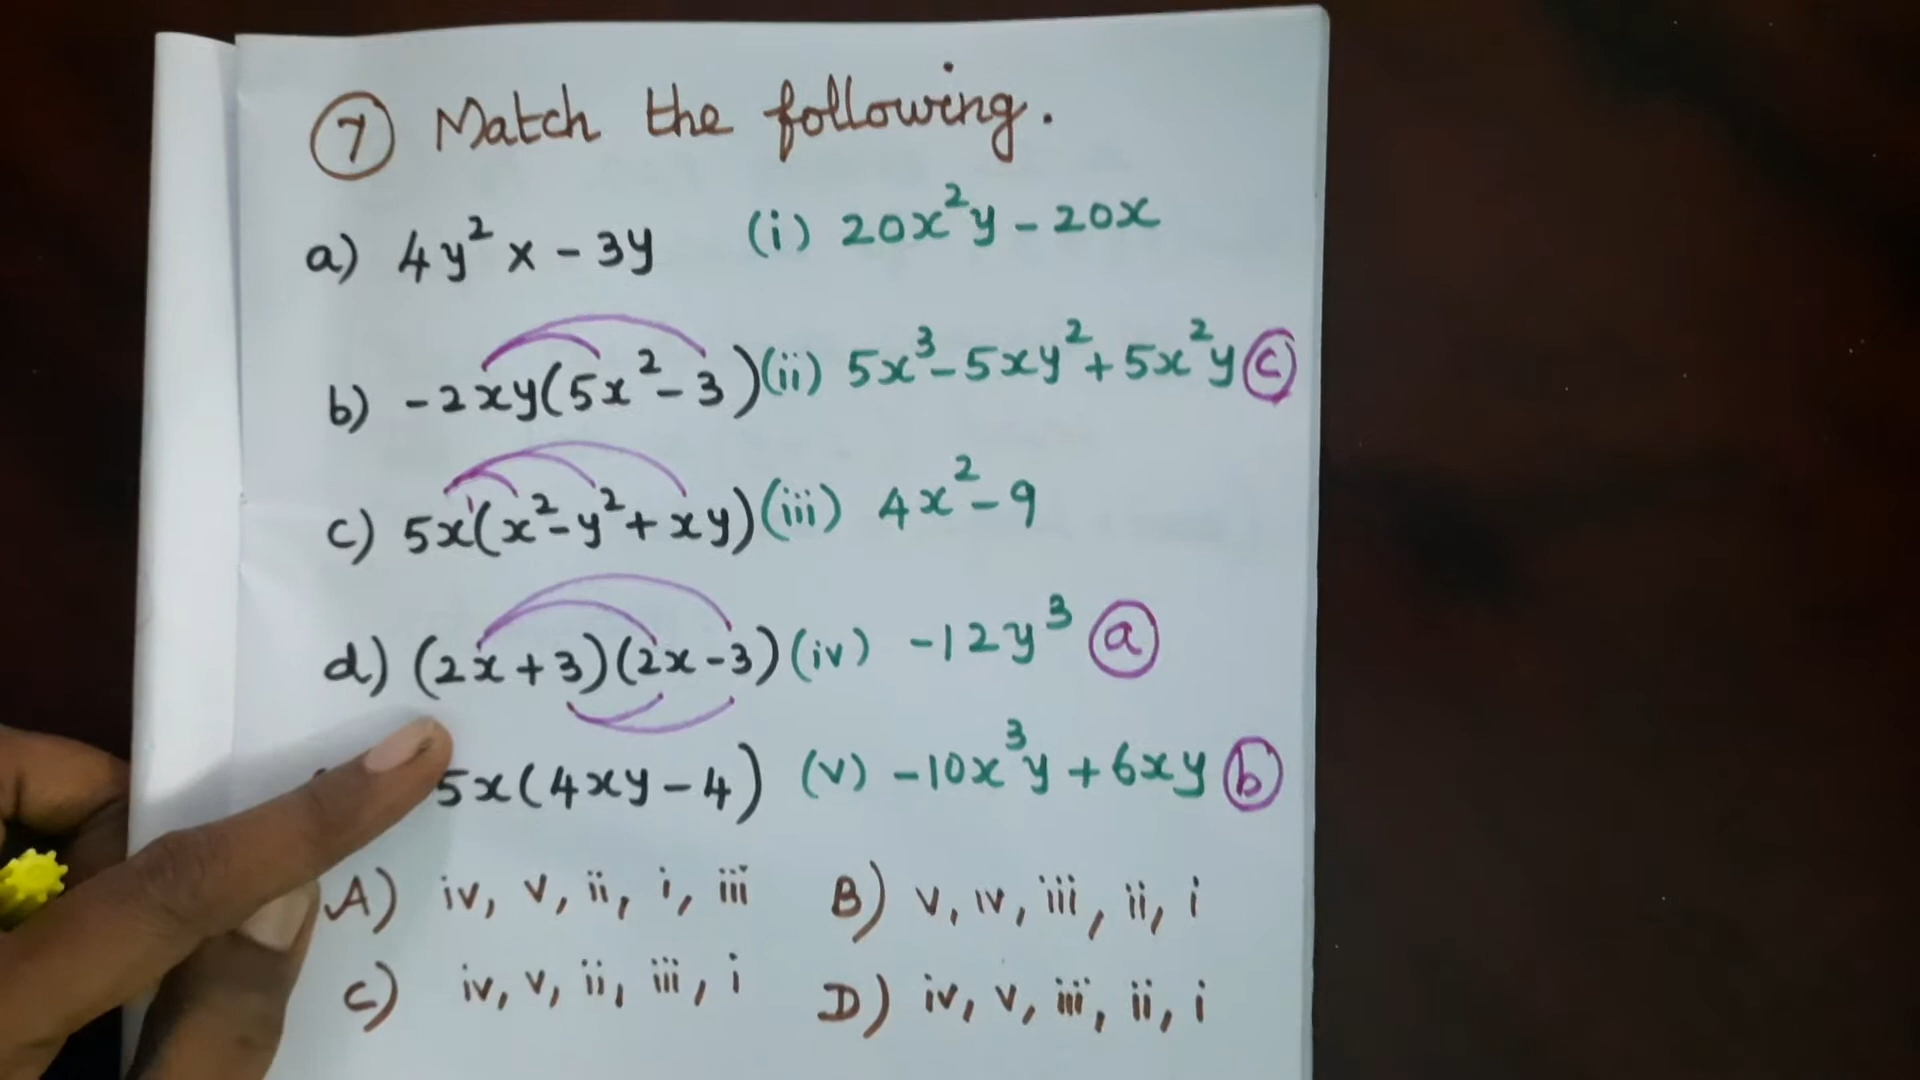 7 Match the following.
a) 4y² x - 3y (i) 20x²y - 20x
b) -2xy(5x² - 3) (ii) 5x³ - 5xy² + 5x²y c
c) 5x(x² - y² + xy) (iii) 4x² - 9
d) (2x + 3)(2x - 3) (iv) -12y³ a
5x(4xy - 4) (v) -10x³y + 6xy b
A) iv, v, ii, i, iii B) v, iv, iii, ii, i
C) iv, v, ii, iii, i D) iv, v, iii, ii, i